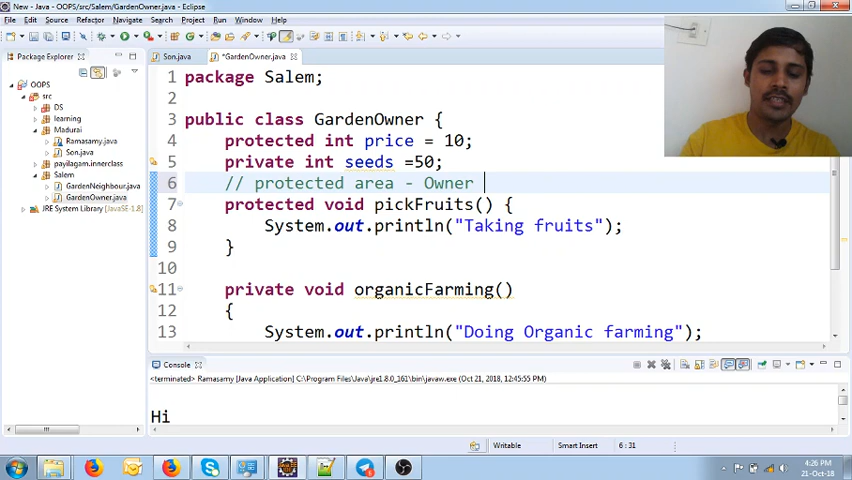 New - Java - OOPS/src/Salem/GardenOwner.java - Eclipse
File Edit Source Refactor Navigate Search Project Run Window Help
Package Explorer
Son.java
*GardenOwner.java
OOPS
src
DS
learning
Madurai
Ramasamy.java
Son.java
payilagam.innerclass
Salem
GardenNeighbour.java
GardenOwner.java
JRE System Library [JavaSE-1.8]
1 package Salem;
2
3 public class GardenOwner {
4 protected int price = 10;
5 private int seeds =50;
6 // protected area - Owner
7 protected void pickFruits() {
8 System.out.println("Taking fruits");
9 }
10
11 private void organicFarming()
12 {
13 System.out.println("Doing Organic farming");
Console
<terminated> Ramasamy [Java Application] C:\Program Files\Java\jre1.8.0_161\bin\javaw.exe (Oct 21, 2018, 12:45:55 PM)
Hi
Writable Smart Insert 6 : 31
4:26 PM
21-Oct-18